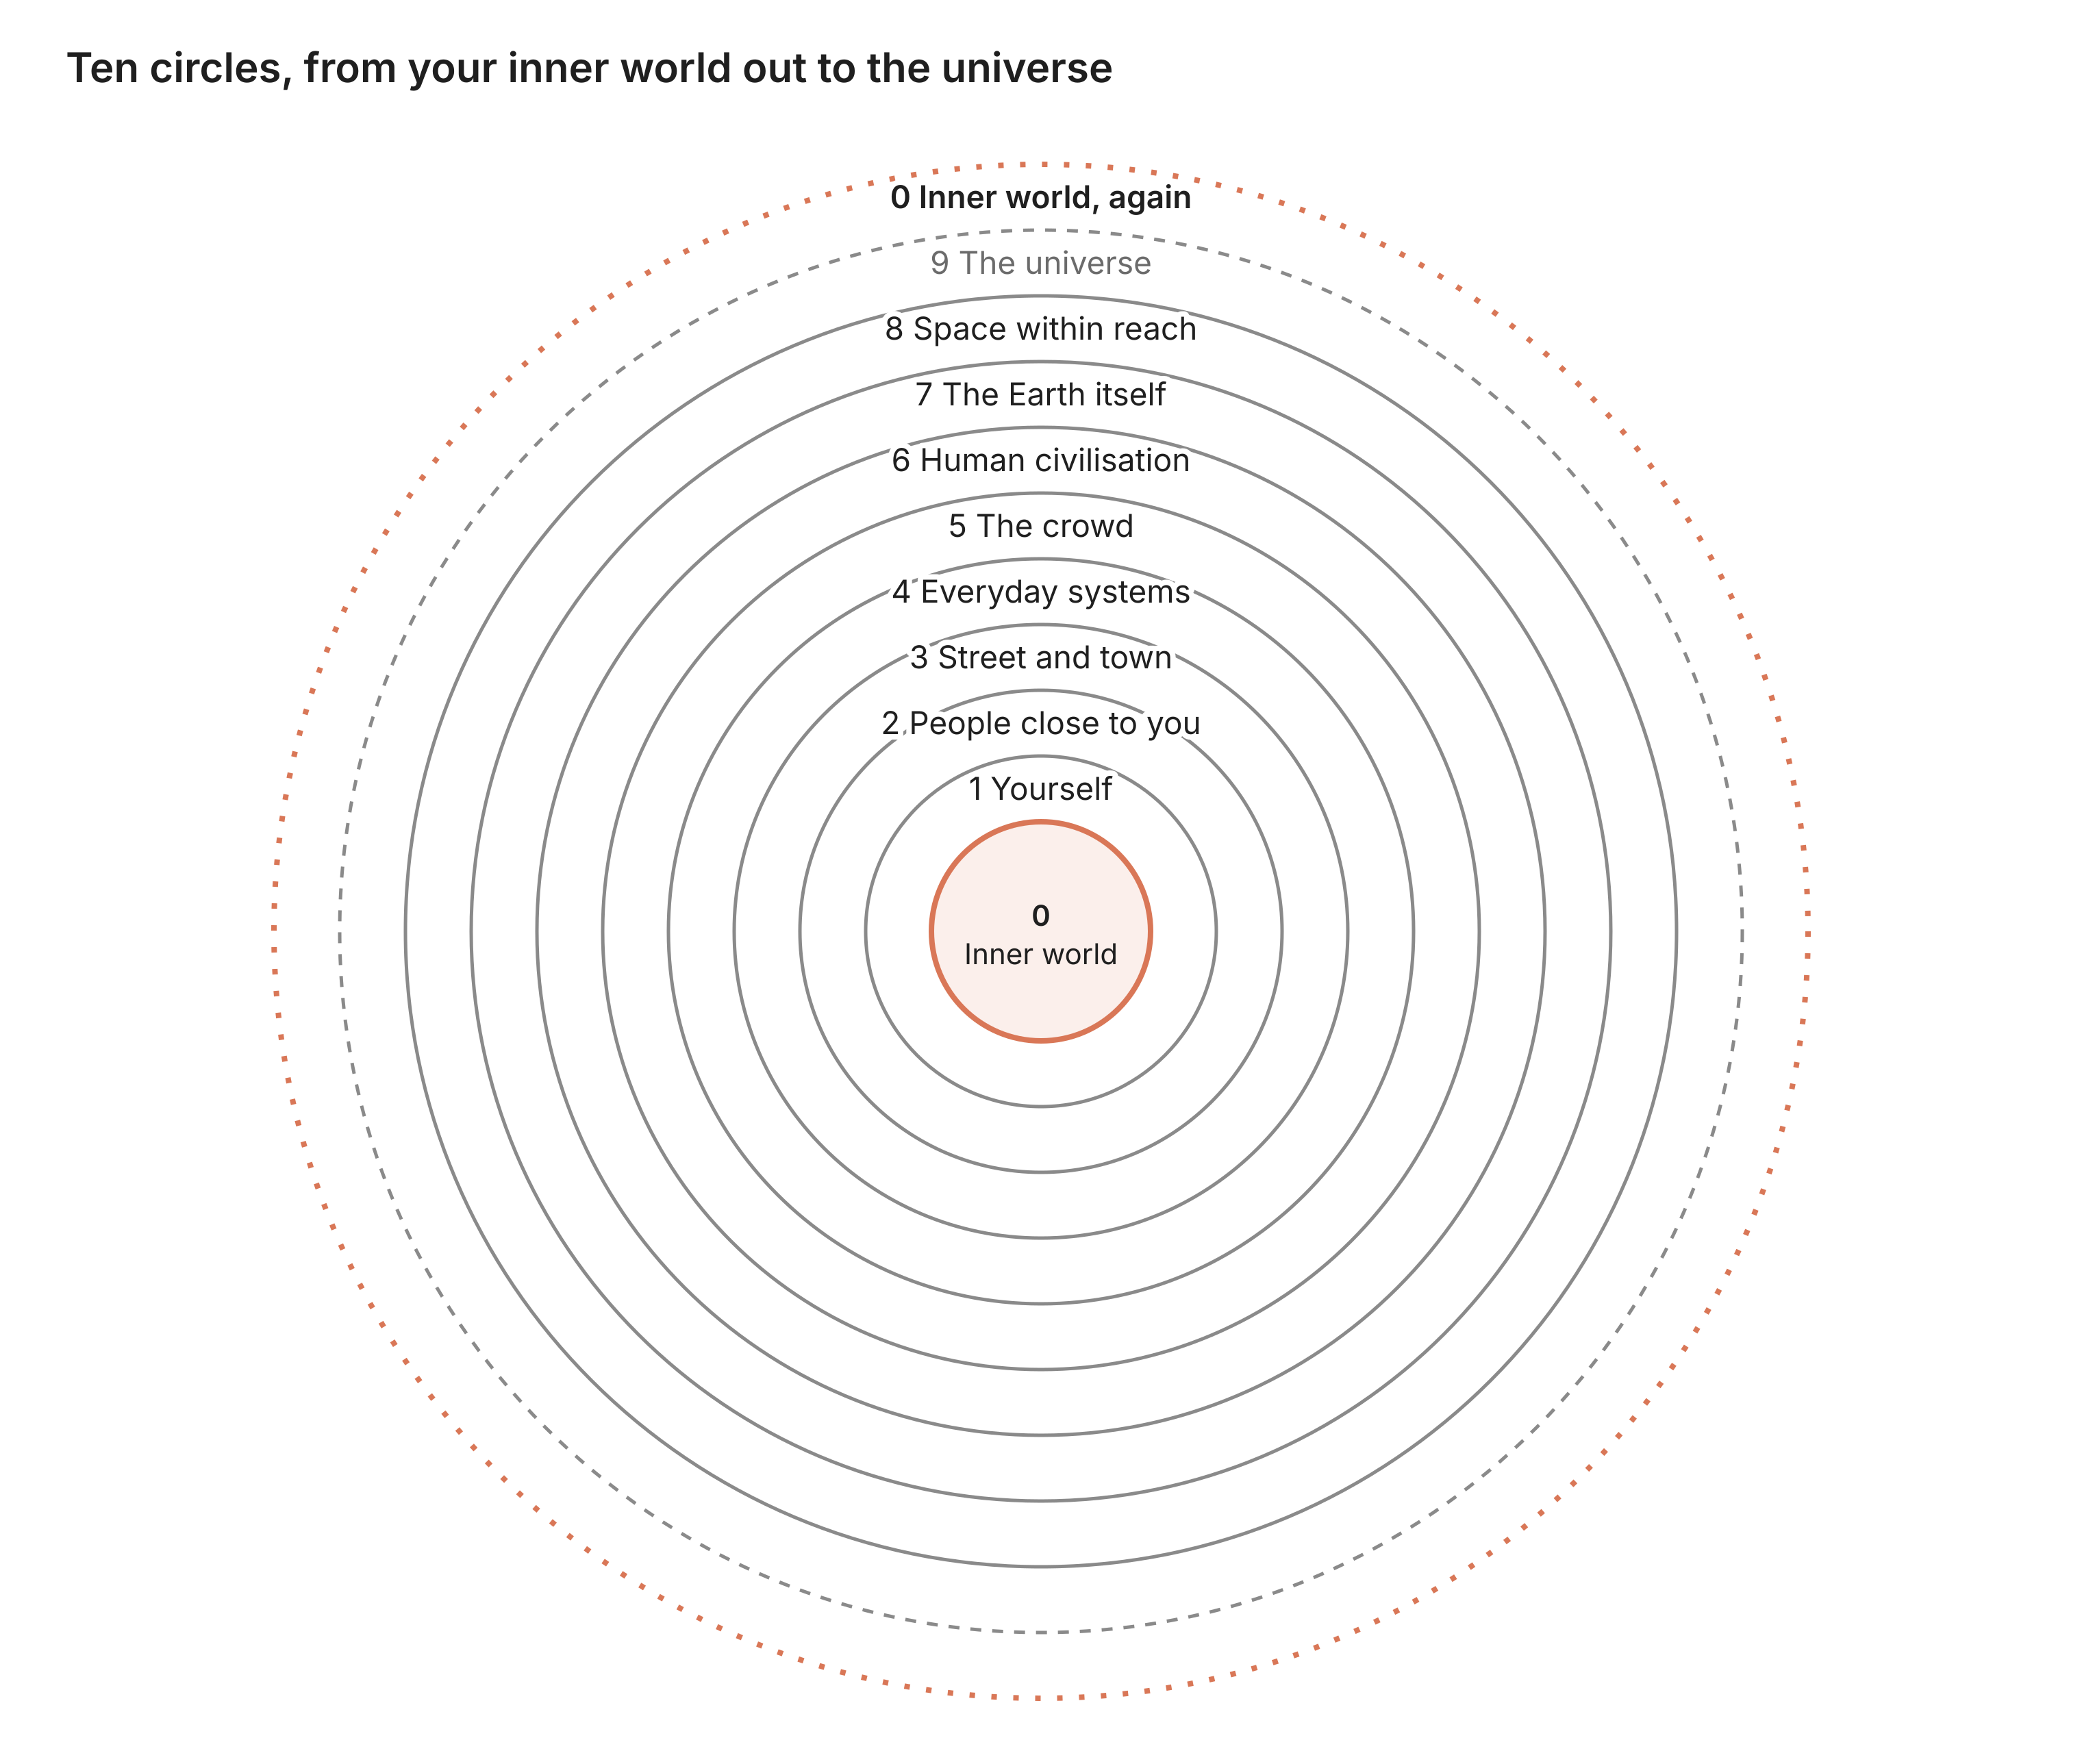 Ten circles, from your inner world out to the universe
0 Inner world, again
9 The universe
8 Space within reach
7 The Earth itself
6 Human civilisation
5 The crowd
4 Everyday systems
3 Street and town
2 People close to you
1 Yourself
0
Inner world